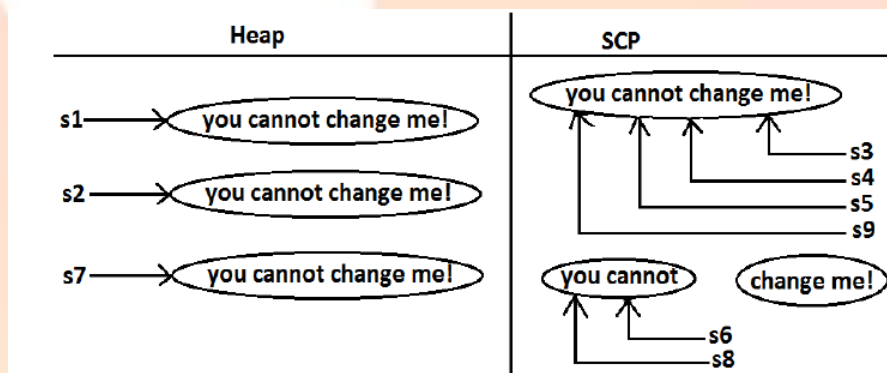 Heap
SCP
s1
you cannot change me!
s2
you cannot change me!
s7
you cannot change me!
you cannot change me!
s3
s4
s5
s9
you cannot
change me!
s6
s8